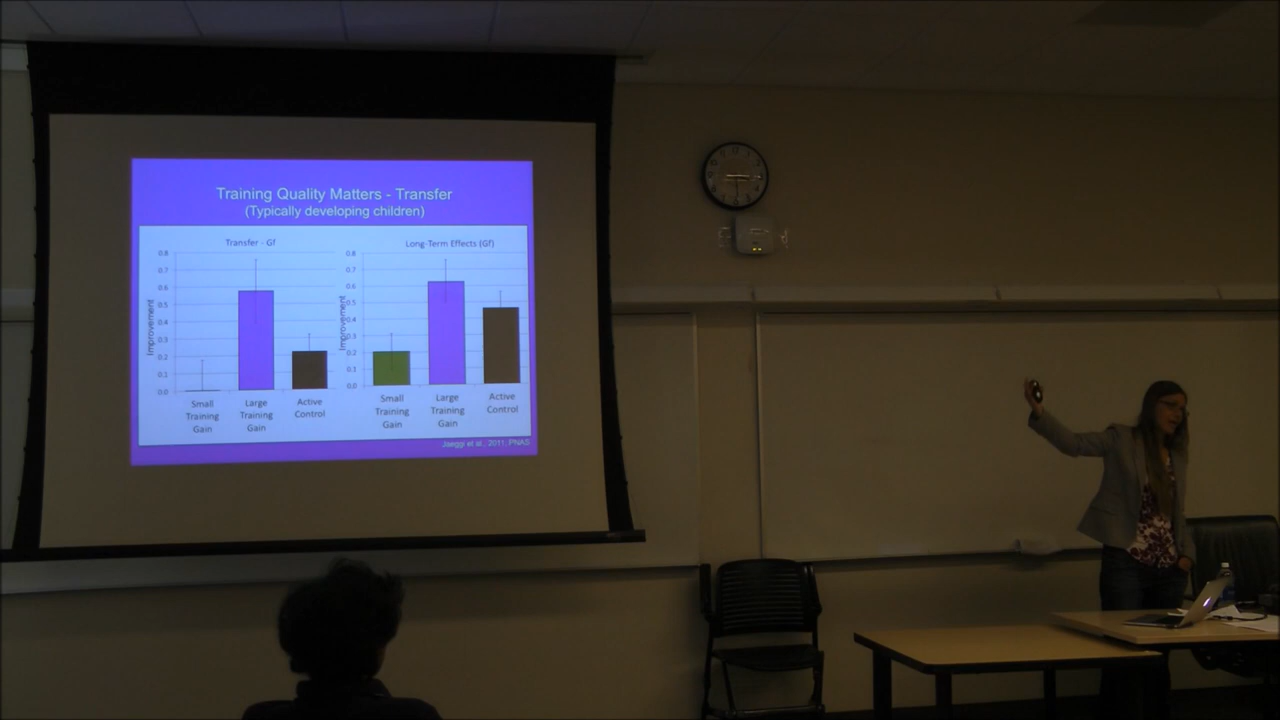 Training Quality Matters - Transfer
(Typically developing children)
Transfer - Gf
Improvement
0.8
0.7
0.6
0.5
0.4
0.3
0.2
0.1
0.0
Small Training Gain
Large Training Gain
Active Control
Long-Term Effects (Gf)
Improvement
0.8
0.7
0.6
0.5
0.4
0.3
0.2
0.1
0.0
Small Training Gain
Large Training Gain
Active Control
Jaeggi et al., 2011, PNAS